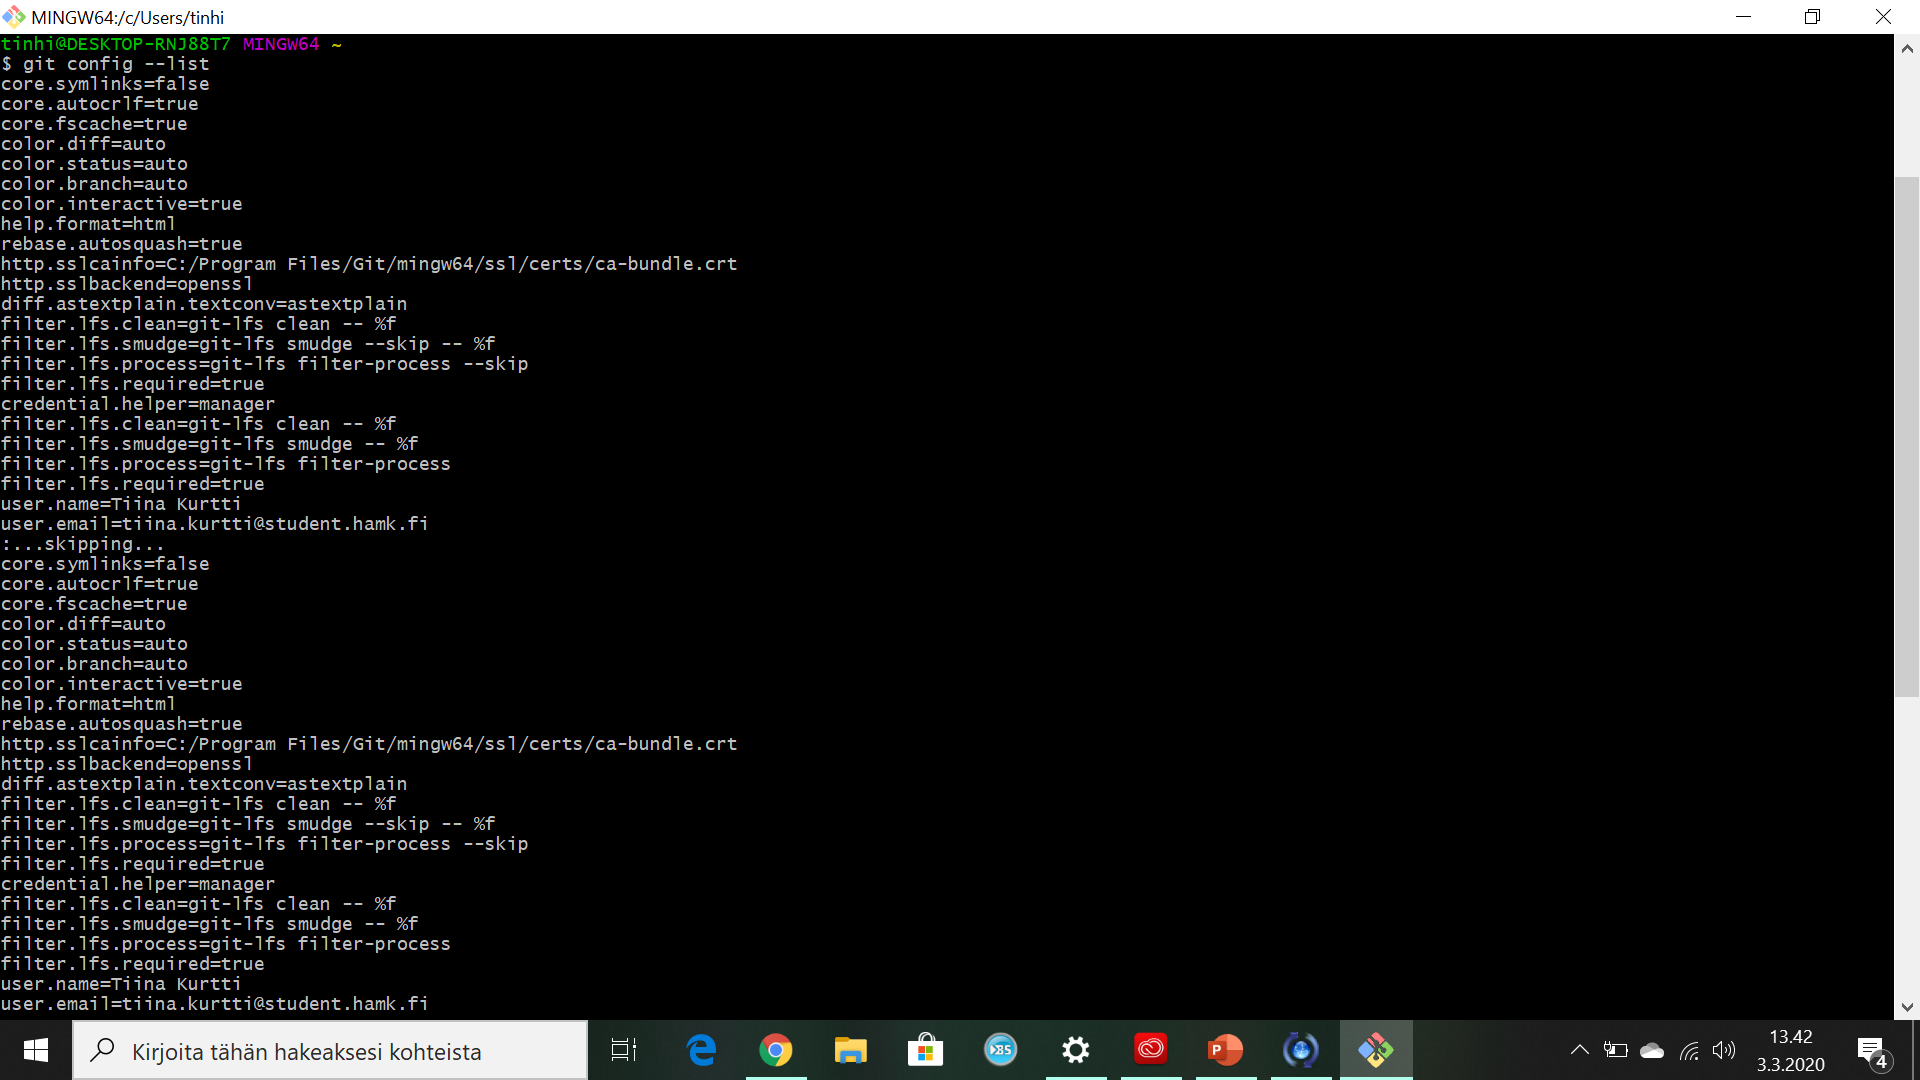 MINGW64:/c/Users/tinhi
tinhi@DESKTOP-RNJ88T7 MINGW64 ~
$ git config --list
core.symlinks=false
core.autocrlf=true
core.fscache=true
color.diff=auto
color.status=auto
color.branch=auto
color.interactive=true
help.format=html
rebase.autosquash=true
http.sslcainfo=C:/Program Files/Git/mingw64/ssl/certs/ca-bundle.crt
http.sslbackend=openssl
diff.astextplain.textconv=astextplain
filter.lfs.clean=git-lfs clean -- %f
filter.lfs.smudge=git-lfs smudge --skip -- %f
filter.lfs.process=git-lfs filter-process --skip
filter.lfs.required=true
credential.helper=manager
filter.lfs.clean=git-lfs clean -- %f
filter.lfs.smudge=git-lfs smudge -- %f
filter.lfs.process=git-lfs filter-process
filter.lfs.required=true
user.name=Tiina Kurtti
user.email=tiina.kurtti@student.hamk.fi
:...skipping...
core.symlinks=false
core.autocrlf=true
core.fscache=true
color.diff=auto
color.status=auto
color.branch=auto
color.interactive=true
help.format=html
rebase.autosquash=true
http.sslcainfo=C:/Program Files/Git/mingw64/ssl/certs/ca-bundle.crt
http.sslbackend=openssl
diff.astextplain.textconv=astextplain
filter.lfs.clean=git-lfs clean -- %f
filter.lfs.smudge=git-lfs smudge --skip -- %f
filter.lfs.process=git-lfs filter-process --skip
filter.lfs.required=true
credential.helper=manager
filter.lfs.clean=git-lfs clean -- %f
filter.lfs.smudge=git-lfs smudge -- %f
filter.lfs.process=git-lfs filter-process
filter.lfs.required=true
user.name=Tiina Kurtti
user.email=tiina.kurtti@student.hamk.fi
Kirjoita tähän hakeaksesi kohteista
13.42
3.3.2020
4